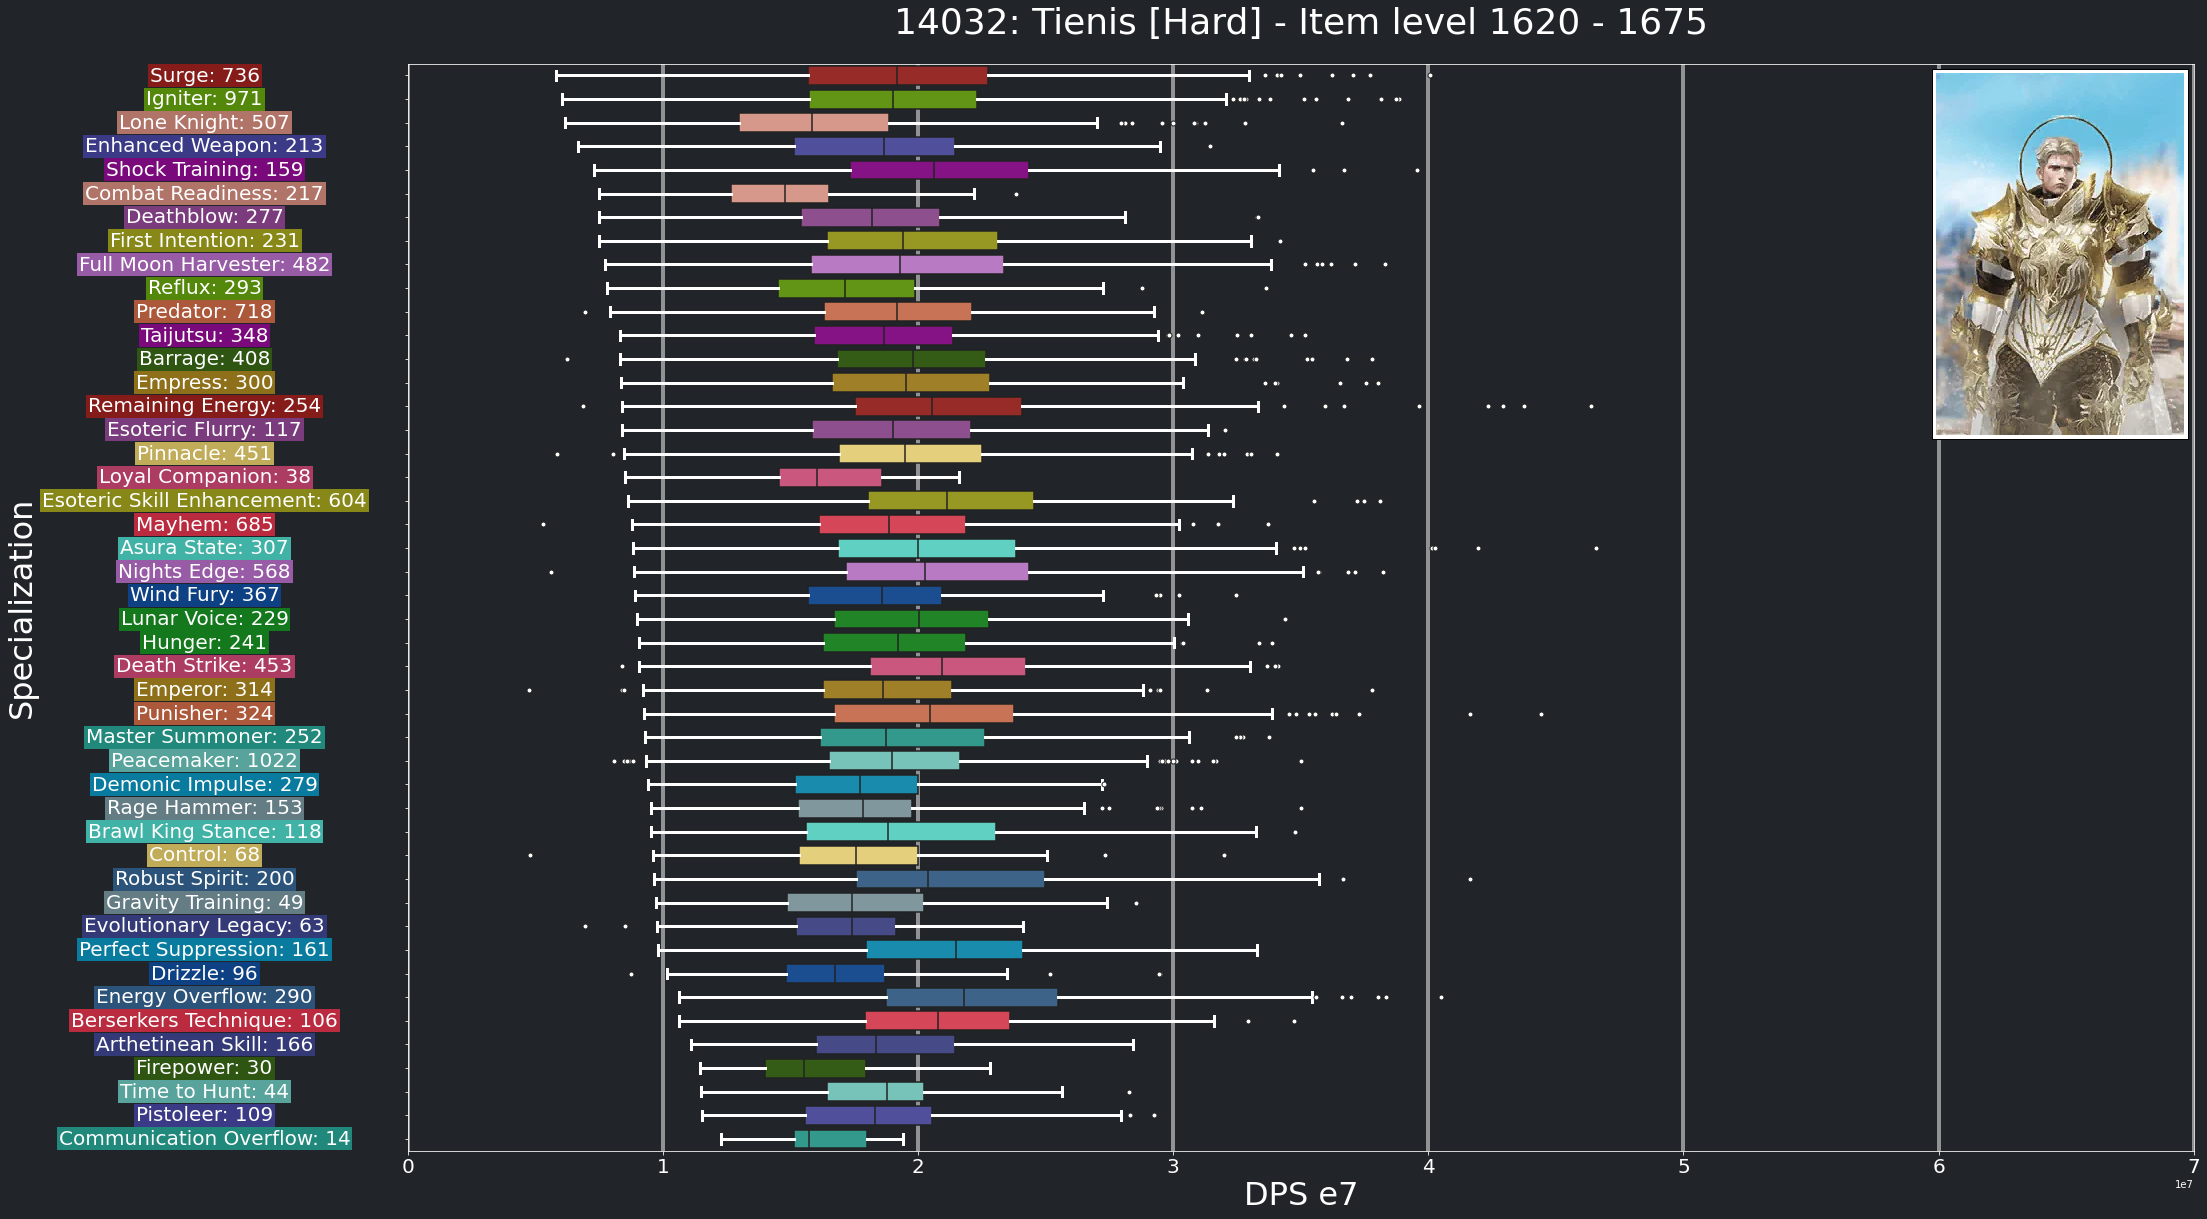 14032: Tienis [Hard] - Item level 1620 - 1675
Surge: 736
Igniter: 971
Lone Knight: 507
Enhanced Weapon: 213
Shock Training: 159
Combat Readiness: 217
Deathblow: 277
First Intention: 231
Full Moon Harvester: 482
Reflux: 293
Predator: 718
Taijutsu: 348
Barrage: 408
Empress: 300
Remaining Energy: 254
Esoteric Flurry: 117
Pinnacle: 451
Loyal Companion: 38
Esoteric Skill Enhancement: 604
Mayhem: 685
Asura State: 307
Nights Edge: 568
Wind Fury: 367
Lunar Voice: 229
Hunger: 241
Death Strike: 453
Emperor: 314
Punisher: 324
Master Summoner: 252
Peacemaker: 1022
Demonic Impulse: 279
Rage Hammer: 153
Brawl King Stance: 118
Control: 68
Robust Spirit: 200
Gravity Training: 49
Evolutionary Legacy: 63
Perfect Suppression: 161
Drizzle: 96
Energy Overflow: 290
Berserkers Technique: 106
Arthetinean Skill: 166
Firepower: 30
Time to Hunt: 44
Pistoleer: 109
Communication Overflow: 14
Specialization
0 1 2 3 4 5 6 7
1e7
DPS e7